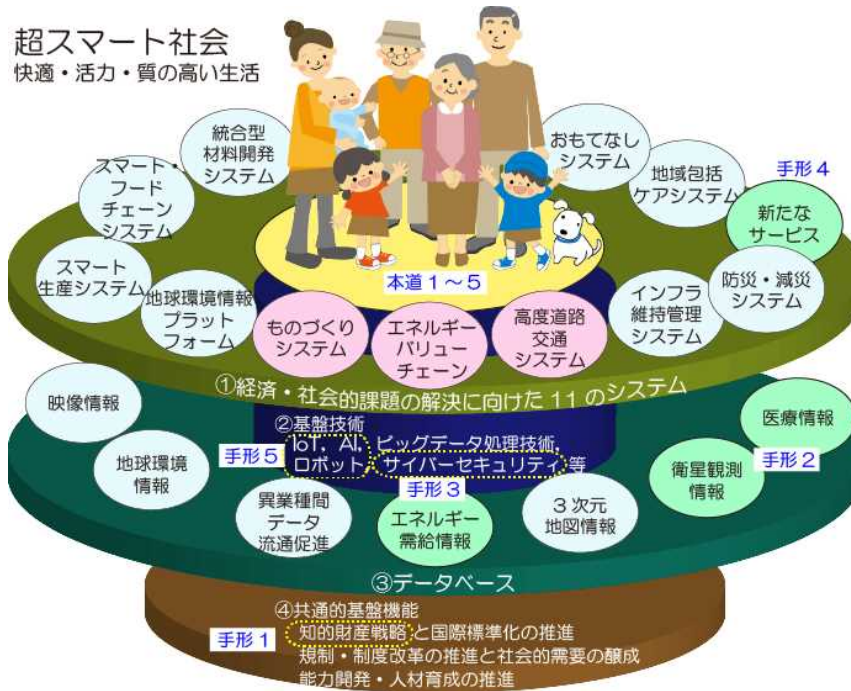 超スマート社会
快適・活力・質の高い生活
統合型
材料開発
システム
おもてなし
システム
スマート・
フード
チェーン
システム
地域包括
ケアシステム
手形4
新たな
サービス
スマート
生産システム
地球環境情報
プラット
フォーム
本道1～5
ものづくり
システム
エネルギー
バリュー
チェーン
高度道路
交通
システム
インフラ
維持管理
システム
防災・減災
システム
①経済・社会的課題の解決に向けた 11 のシステム
映像情報
②基盤技術
IoT，AI，ビッグデータ処理技術，
手形5
ロボット，サイバーセキュリティ 等
医療情報
手形2
地球環境
情報
衛星観測
情報
手形3
異業種間
データ
流通促進
エネルギー
需給情報
3次元
地図情報
③データベース
④共通的基盤機能
手形1
知的財産戦略 と国際標準化の推進
規制・制度改革の推進と社会的需要の醸成
能力開発・人材育成の推進